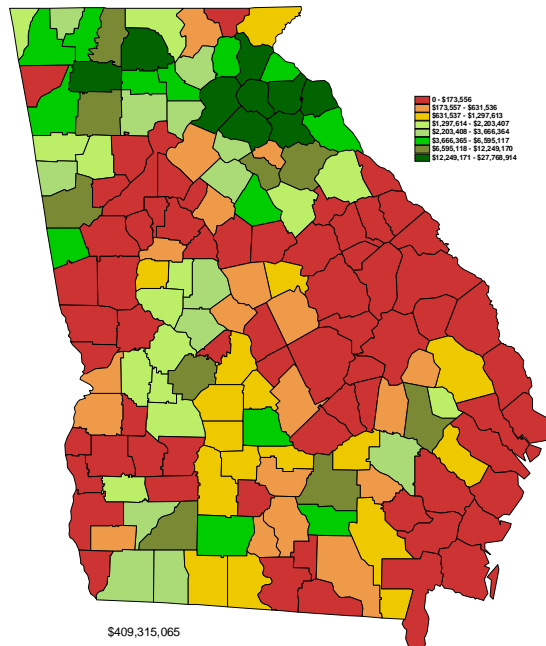 0 - $173,556
$173,557 - $631,536
$631,537 - $1,297,613
$1,297,614 - $2,203,407
$2,203,408 - $3,666,364
$3,666,365 - $6,595,117
$6,595,118 - $12,249,170
$12,249,171 - $27,768,914
$409,315,065